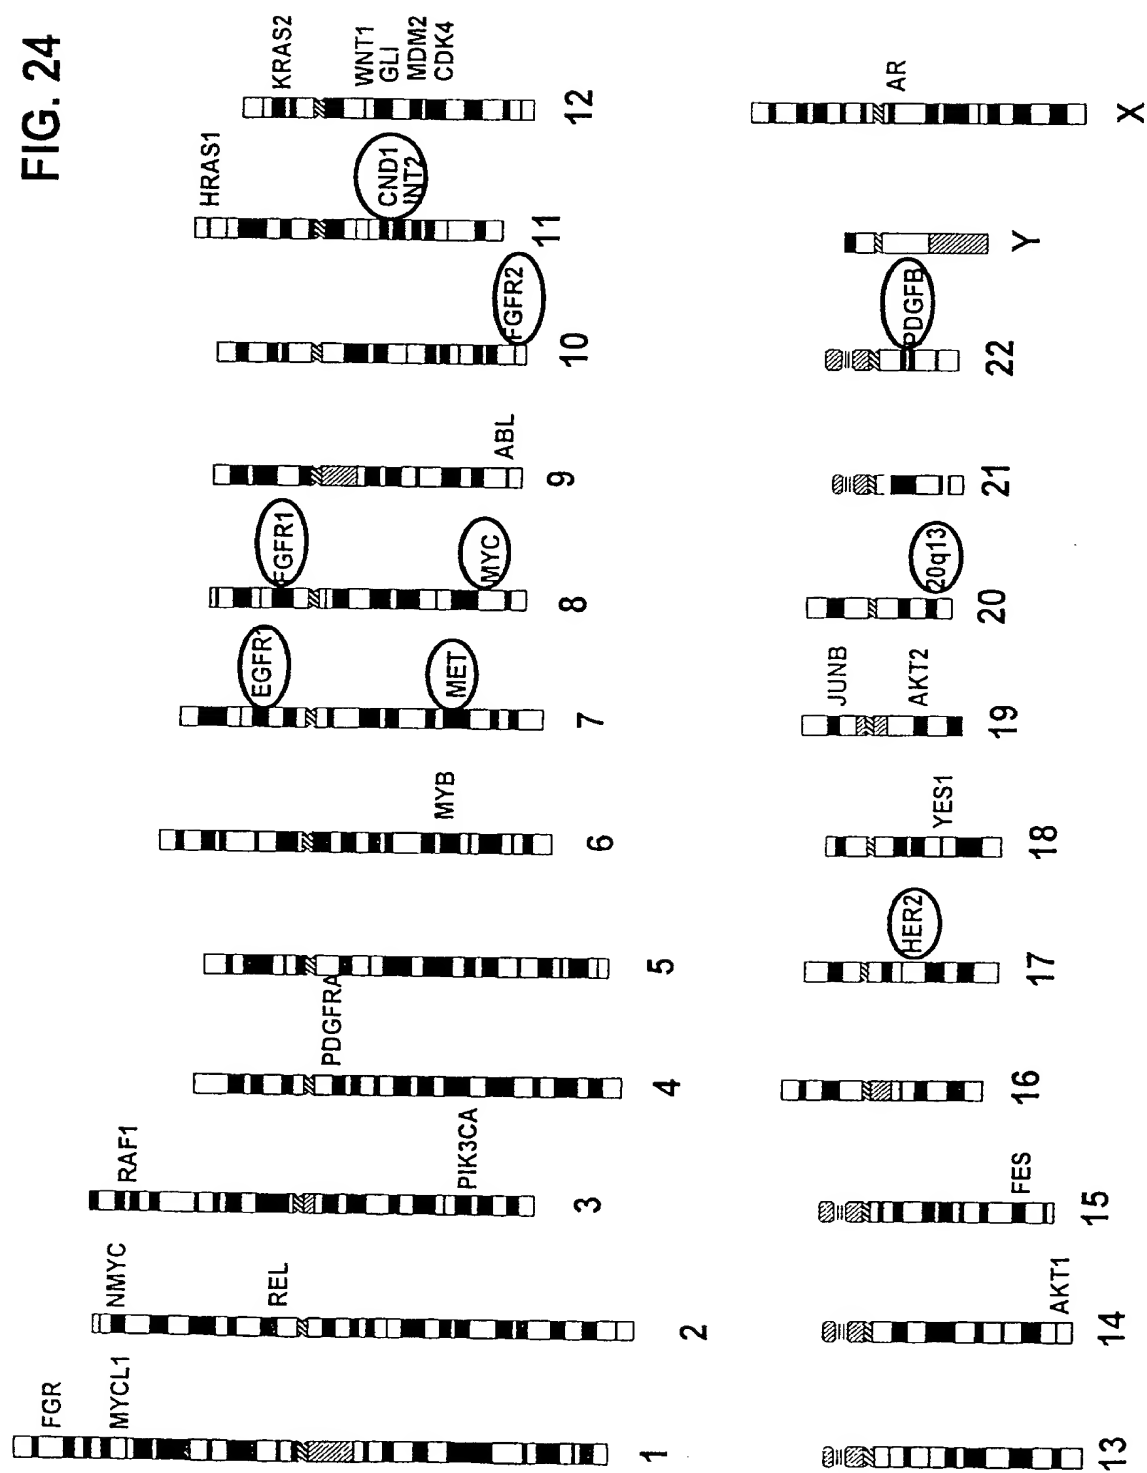 FIG. 24
FGR
MYCL1
1
NMYC
REL
2
RAF1
PIK3CA
3
PDGFRA
4
5
MYB
6
EGFR1
MET
7
FGFR1
MYC
8
ABL
9
FGFR2
10
HRAS1
CND1
INT2
11
KRAS2
WNT1
GLI
MDM2
CDK4
12
13
AKT1
14
FES
15
16
HER2
17
YES1
18
JUNB
AKT2
19
20q13
20
21
PDGFB
22
Y
AR
X